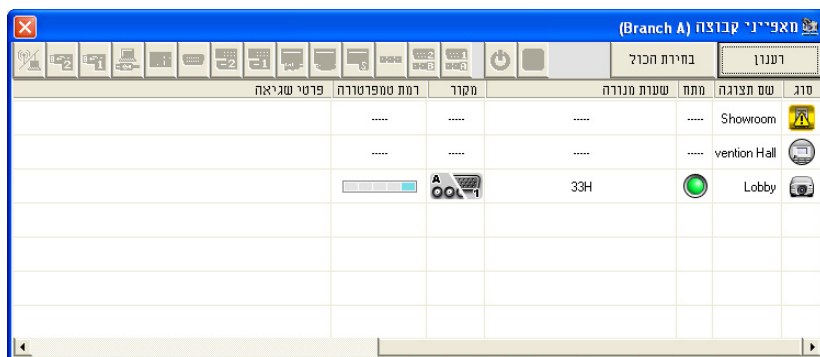 מאפייני קבוצה (Branch A)
רענון בחירת הכול
סוג שם תצוגה מתח שעות מנורה מקור רמת טמפרטורה פרטי שגיאה
Showroom ----- ----- ----- -----
vention Hall ----- ----- ----- -----
Lobby 33H A 1